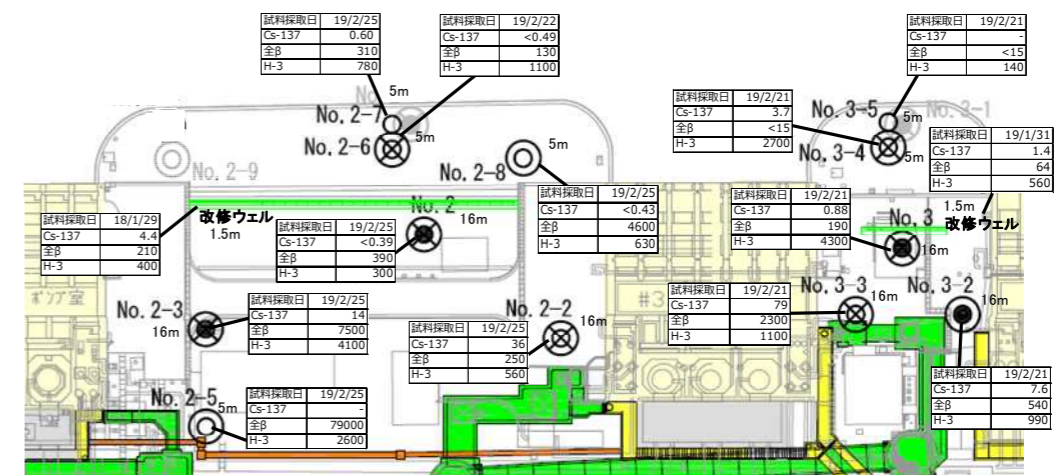 試料採取日 19/2/25
Cs-137 0.60
全β 310
H-3 780
試料採取日 19/2/22
Cs-137 <0.49
全β 130
H-3 1100
試料採取日 19/2/21
Cs-137 -
全β <15
H-3 140
試料採取日 19/2/21
Cs-137 3.7
全β <15
H-3 2700
5m
No. 2-7
5m
No. 2-6
No. 2-8
5m
No. 2-9
No. 3-5
5m
No. 3-1
No. 3-4
5m
試料採取日 19/1/31
Cs-137 1.4
全β 64
H-3 560
試料採取日 18/1/29
Cs-137 4.4
全β 210
H-3 400
改修ウェル
1.5m
No. 2
16m
試料採取日 19/2/25
Cs-137 <0.39
全β 390
H-3 300
試料採取日 19/2/25
Cs-137 <0.43
全β 4600
H-3 630
試料採取日 19/2/21
Cs-137 0.88
全β 190
H-3 4300
No. 3
16m
1.5m
改修ウェル
ポンプ室
No. 2-3
16m
試料採取日 19/2/25
Cs-137 14
全β 7500
H-3 4100
試料採取日 19/2/25
Cs-137 36
全β 250
H-3 560
No. 2-2
16m
#3
試料採取日 19/2/21
Cs-137 79
全β 2300
H-3 1100
No. 3-3
16m
No. 3-2
16m
No. 2-5
5m
試料採取日 19/2/25
Cs-137 -
全β 79000
H-3 2600
試料採取日 19/2/21
Cs-137 7.6
全β 540
H-3 990